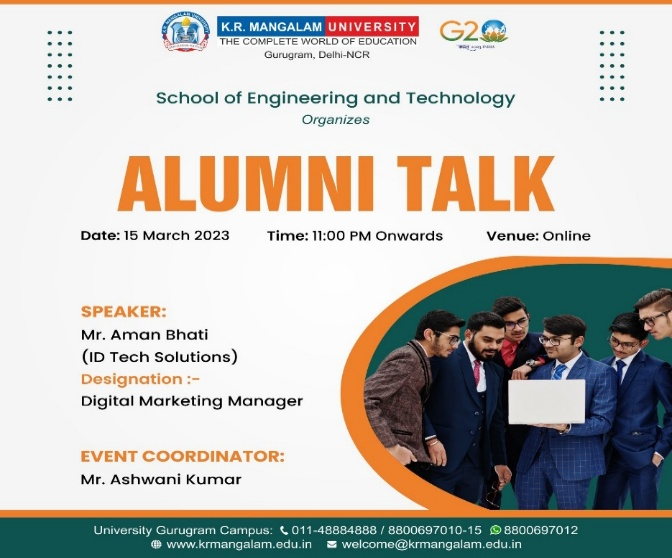 K.R. MANGALAM UNIVERSITY
THE COMPLETE WORLD OF EDUCATION
Gurugram, Delhi-NCR
G20
School of Engineering and Technology
Organizes
ALUMNI TALK
Date: 15 March 2023 Time: 11:00 PM Onwards Venue: Online
SPEAKER:
Mr. Aman Bhati
(ID Tech Solutions)
Designation :-
Digital Marketing Manager
EVENT COORDINATOR:
Mr. Ashwani Kumar
University Gurugram Campus: 011-48884888 / 8800697010-15 8800697012
www.krmangalam.edu.in welcome@krmangalam.edu.in